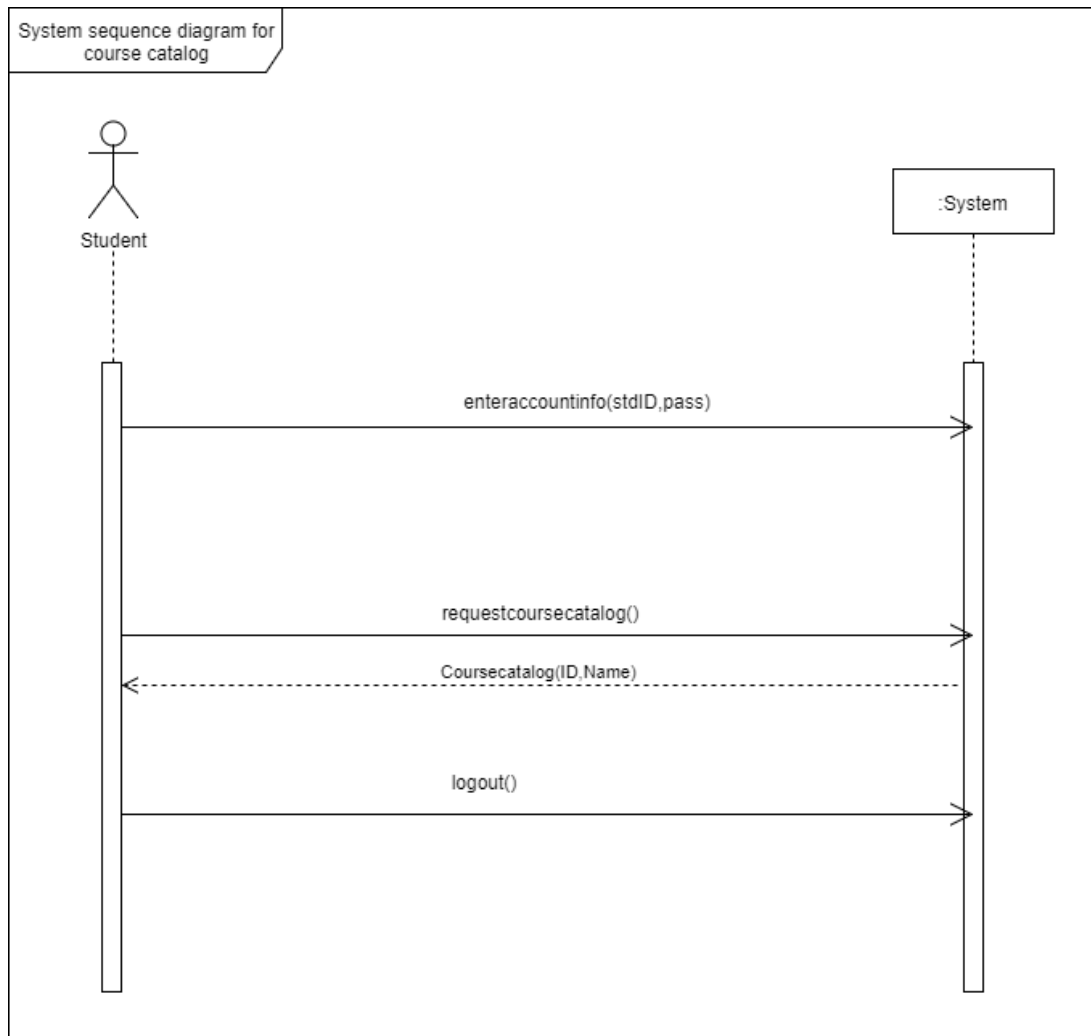 System sequence diagram for
course catalog
:System
Student
enteraccountinfo(stdID,pass)
requestcoursecatalog()
Coursecatalog(ID,Name)
logout()